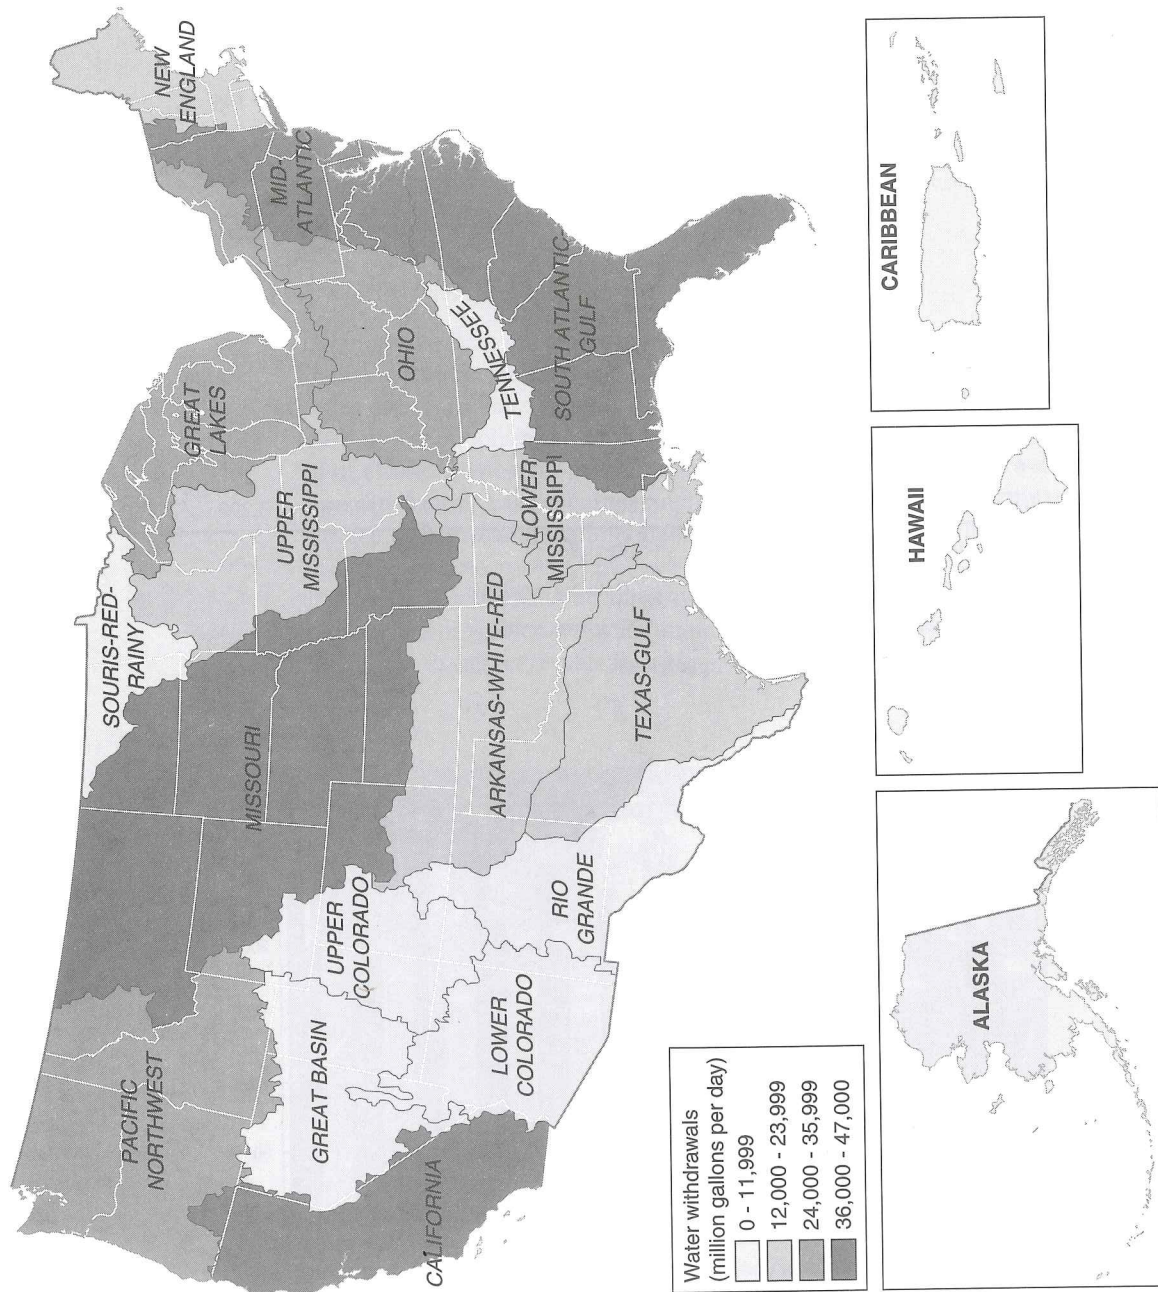 PACIFIC
NORTHWEST
MISSOURI
SOURIS-RED-
RAINY
GREAT
LAKES
NEW
ENGLAND
MID-
ATLANTIC
UPPER
MISSISSIPPI
OHIO
GREAT BASIN
UPPER
COLORADO
CALIFORNIA
LOWER
COLORADO
RIO
GRANDE
ARKANSAS-WHITE-RED
TEXAS-GULF
LOWER
MISSISSIPPI
TENNESSEE
SOUTH ATLANTIC-
GULF
Water withdrawals
(million gallons per day)
0 - 11,999
12,000 - 23,999
24,000 - 35,999
36,000 - 47,000
ALASKA
HAWAII
CARIBBEAN